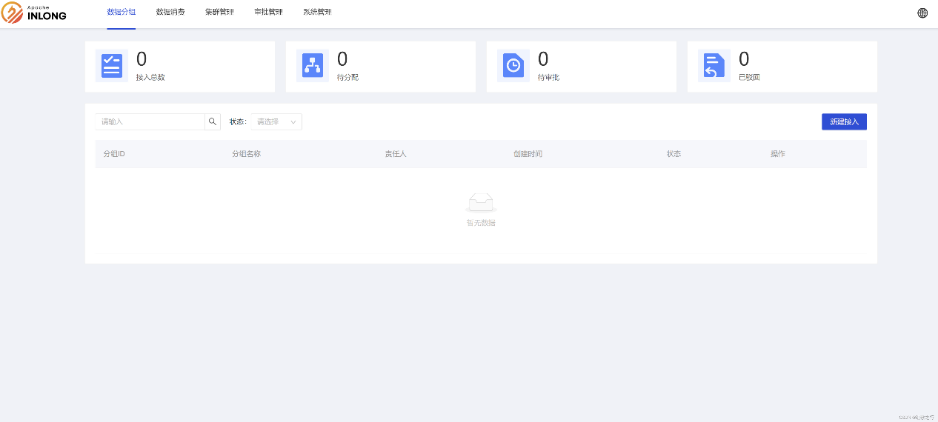 Apache
INLONG
数据分组 数据消费 集群管理 审批管理 系统管理
0 0 0 0
接入总数 待分配 待审批 已驳回
请输入 状态： 请选择 新建接入
分组ID 分组名称 责任人 创建时间 状态 操作
暂无数据